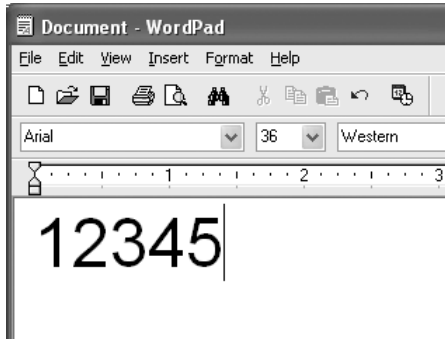 Document - WordPad
File Edit View Insert Format Help
Arial 36 Western
1 2 3
12345